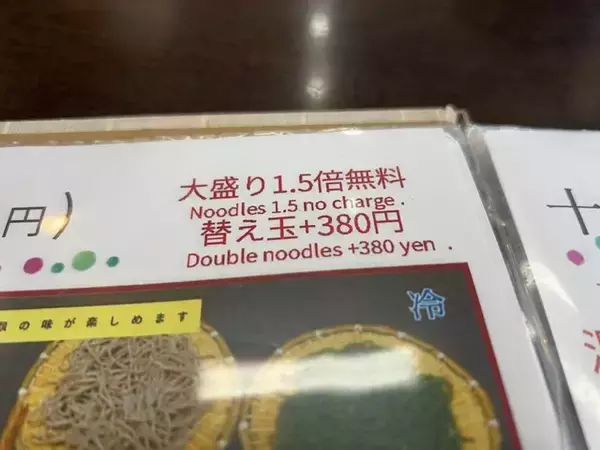 大盛り1.5倍無料
Noodles 1.5 no charge .
替え玉+380円
Double noodles +380 yen .
円)
十
冷
の味が楽しめます